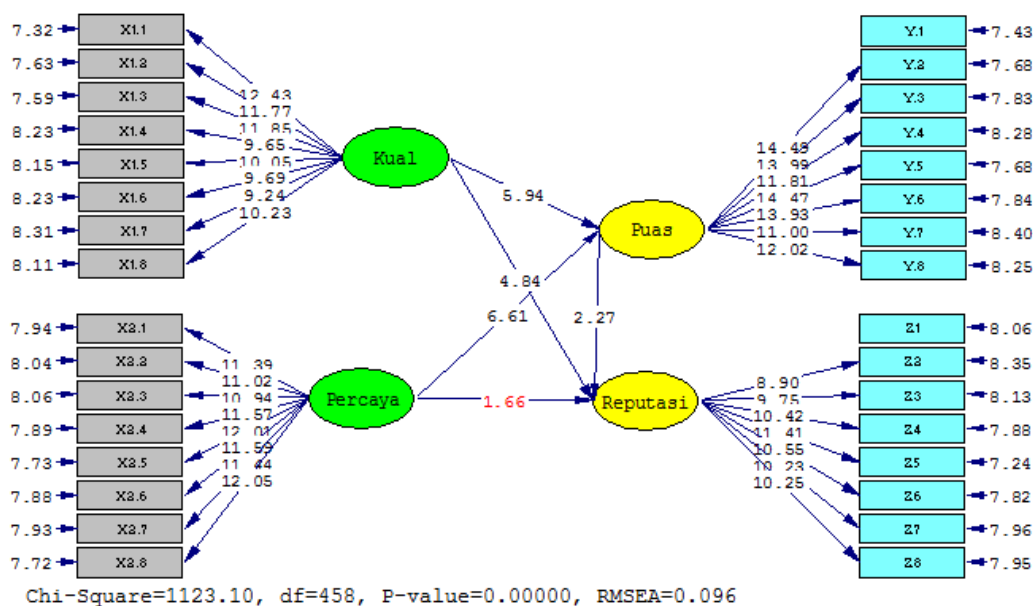 7.32 X1.1
7.63 X1.2
7.59 X1.3
8.23 X1.4
8.15 X1.5
8.23 X1.6
8.31 X1.7
8.11 X1.8
12.43
11.77
11.85
9.65
10.05
9.69
9.24
10.23
Kual
7.94 X2.1
8.04 X2.2
8.06 X2.3
7.89 X2.4
7.73 X2.5
7.88 X2.6
7.93 X2.7
7.72 X2.8
11.39
11.02
10.94
11.57
12.01
11.59
11.44
12.05
Percaya
5.94
4.84
6.61
2.27
1.66
Puas
Reputasi
14.49
13.99
11.81
14.47
13.93
11.00
12.02
Y.1 7.43
Y.2 7.68
Y.3 7.83
Y.4 8.28
Y.5 7.68
Y.6 7.84
Y.7 8.40
Y.8 8.25
8.90
9.75
10.42
11.41
10.55
10.23
10.25
Z1 8.06
Z2 8.35
Z3 8.13
Z4 7.88
Z5 7.24
Z6 7.82
Z7 7.96
Z8 7.95
Chi-Square=1123.10, df=458, P-value=0.00000, RMSEA=0.096